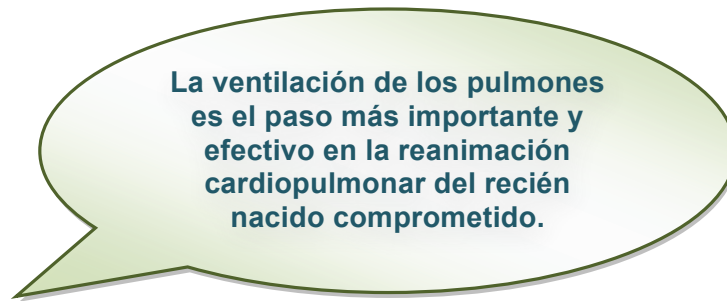 La ventilación de los pulmones
es el paso más importante y
efectivo en la reanimación
cardiopulmonar del recién
nacido comprometido.